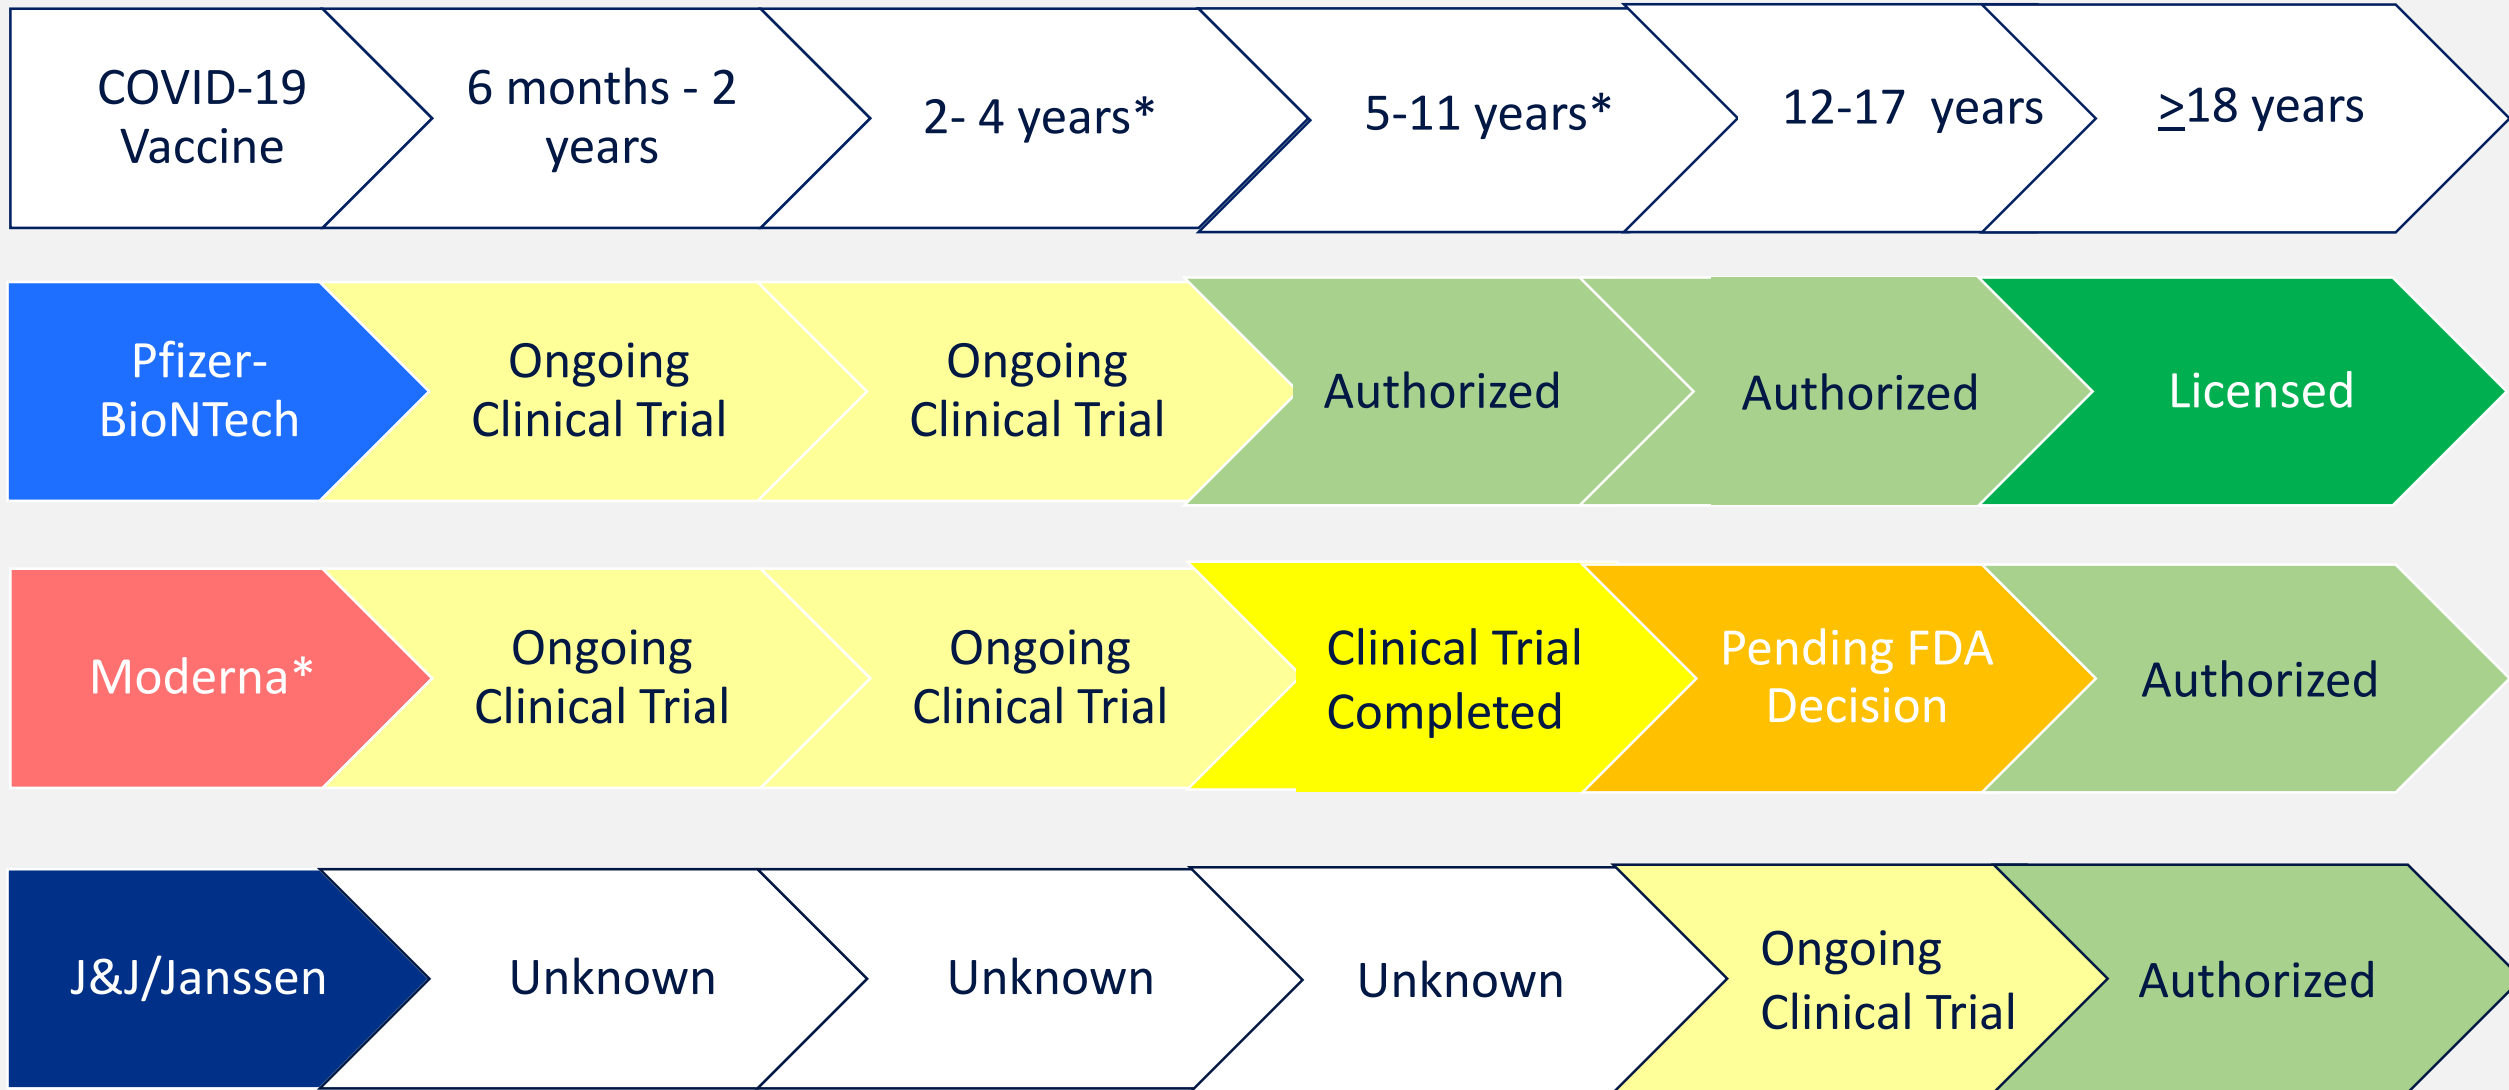 COVID-19
Vaccine
6 months - 2
years
2- 4 years*
5-11 years*
12-17 years
>18 years
Pfizer-
BioNTech
Ongoing
Clinical Trial
Ongoing
Clinical Trial
Authorized
Authorized
Licensed
Moderna*
Ongoing
Clinical Trial
Ongoing
Clinical Trial
Clinical Trial
Completed
Pending FDA
Decision
Authorized
J&J/Janssen
Unknown
Unknown
Unknown
Ongoing
Clinical Trial
Authorized